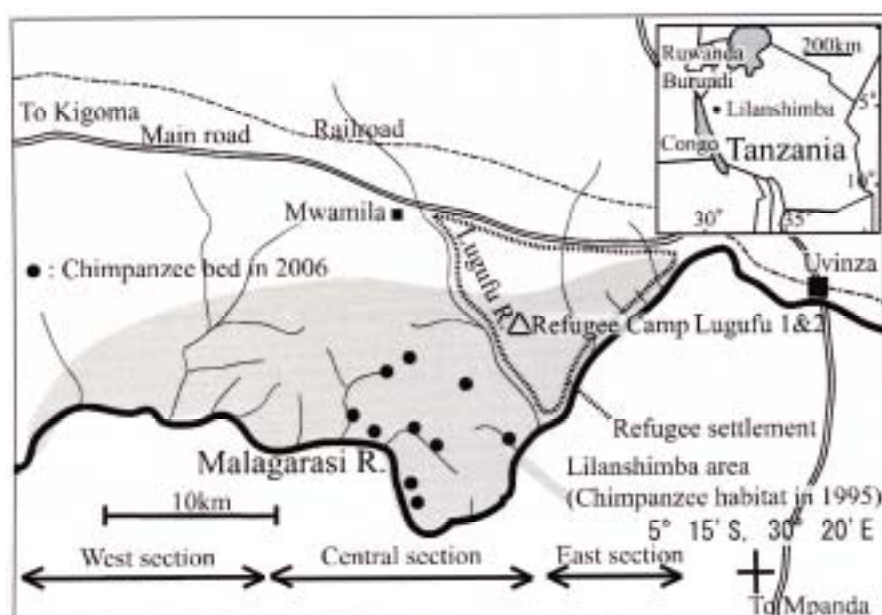 To Kigoma
Main road
Railroad
Mwamila ■
● : Chimpanzee bed in 2006
Lugufu R.
Refugee Camp Lugufu 1&2
Uvinza
Refugee settlement
Malagarasi R.
Lilanshimba area
(Chimpanzee habitat in 1995)
10km
5° 15' S, 30° 20' E
West section
Central section
East section
To Mpanda
200km
Ruwanda
Burundi
5°
Lilanshimba
Congo
Tanzania
10°
30°
35°